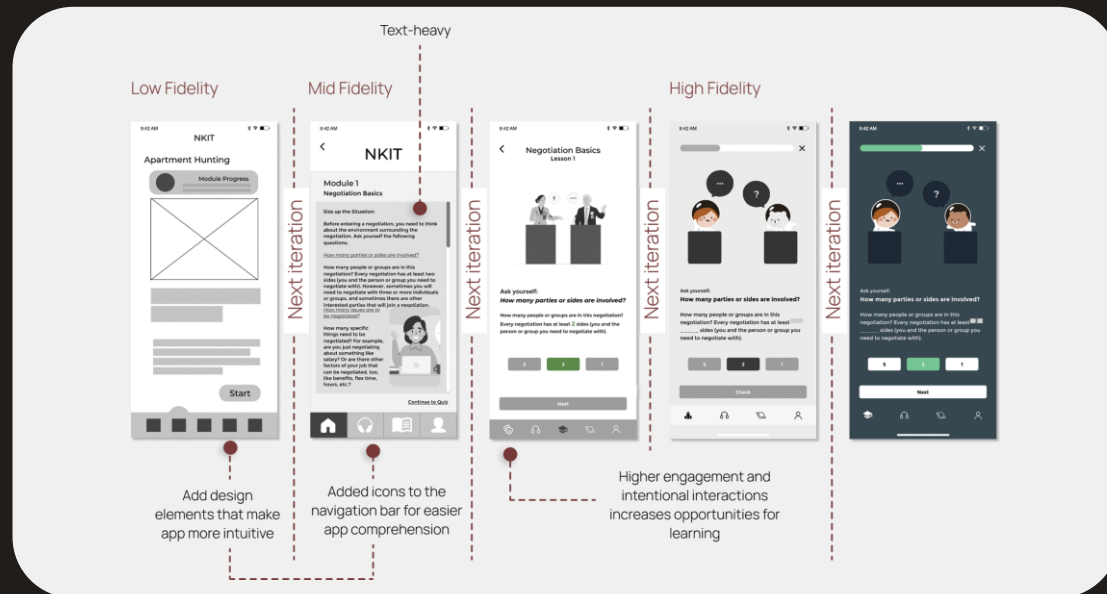 Text-heavy
Low Fidelity
Mid Fidelity
High Fidelity
9:42 AM
NKIT
Apartment Hunting
Module Progress
Start
Next iteration
9:42 AM
NKIT
Module 1
Negotiation Basics
Size up the Situation:
Before entering a negotiation, you need to think
about the environment surrounding the
negotiation. Ask yourself the following
questions.
How many parties or sides are involved?
How many people or groups are in this
negotiation? Every negotiation has at least two
sides (you and the person or group you need to
negotiate with). However, sometimes you will
need to negotiate with three or more individuals
or groups, and sometimes there are other
interested parties that will join a negotiation.
How many issues are to
be negotiated?
How many specific
things need to be
negotiated? For example,
are you just negotiating
about something like
salary? Or are there other
factors of your job that
can be negotiated, too,
like benefits, flex time,
hours, etc.?
Continue to Quiz
Next iteration
9:42 AM
Negotiation Basics
Lesson 1
?
...
Ask yourself:
How many parties or sides are involved?
How many people or groups are in this negotiation?
Every negotiation has at least 2 sides (you and the
person or group you need to negotiate with).
2
1
Next
Next iteration
9:42 AM
...
?
Ask yourself:
How many parties or sides are involved?
How many people or groups are in this
negotiation? Every negotiation has at least
_____ sides (you and the person or group you
need to negotiate with).
2
1
Check
Next iteration
9:42 AM
...
?
Ask yourself:
How many parties or sides are involved?
How many people or groups are in this
negotiation? Every negotiation has at least
_____ sides (you and the person or group you
need to negotiate with).
2
1
Next
Add design
elements that make
app more intuitive
Added icons to the
navigation bar for easier
app comprehension
Higher engagement and
intentional interactions
increases opportunities for
learning